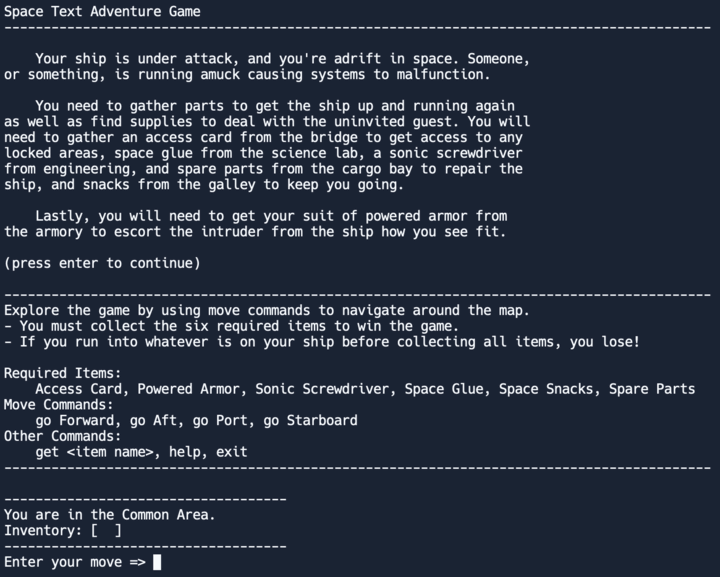 Space Text Adventure Game
------------------------------------------------------------------------------------------
    Your ship is under attack, and you're adrift in space. Someone,
or something, is running amuck causing systems to malfunction.
    You need to gather parts to get the ship up and running again
as well as find supplies to deal with the uninvited guest. You will
need to gather an access card from the bridge to get access to any
locked areas, space glue from the science lab, a sonic screwdriver
from engineering, and spare parts from the cargo bay to repair the
ship, and snacks from the galley to keep you going.
    Lastly, you will need to get your suit of powered armor from
the armory to escort the intruder from the ship how you see fit.
(press enter to continue)
------------------------------------------------------------------------------------------
Explore the game by using move commands to navigate around the map.
- You must collect the six required items to win the game.
- If you run into whatever is on your ship before collecting all items, you lose!
Required Items:
    Access Card, Powered Armor, Sonic Screwdriver, Space Glue, Space Snacks, Spare Parts
Move Commands:
    go Forward, go Aft, go Port, go Starboard
Other Commands:
    get <item name>, help, exit
------------------------------------------------------------------------------------------
------------------------------------
You are in the Common Area.
Inventory: [  ]
------------------------------------
Enter your move =>